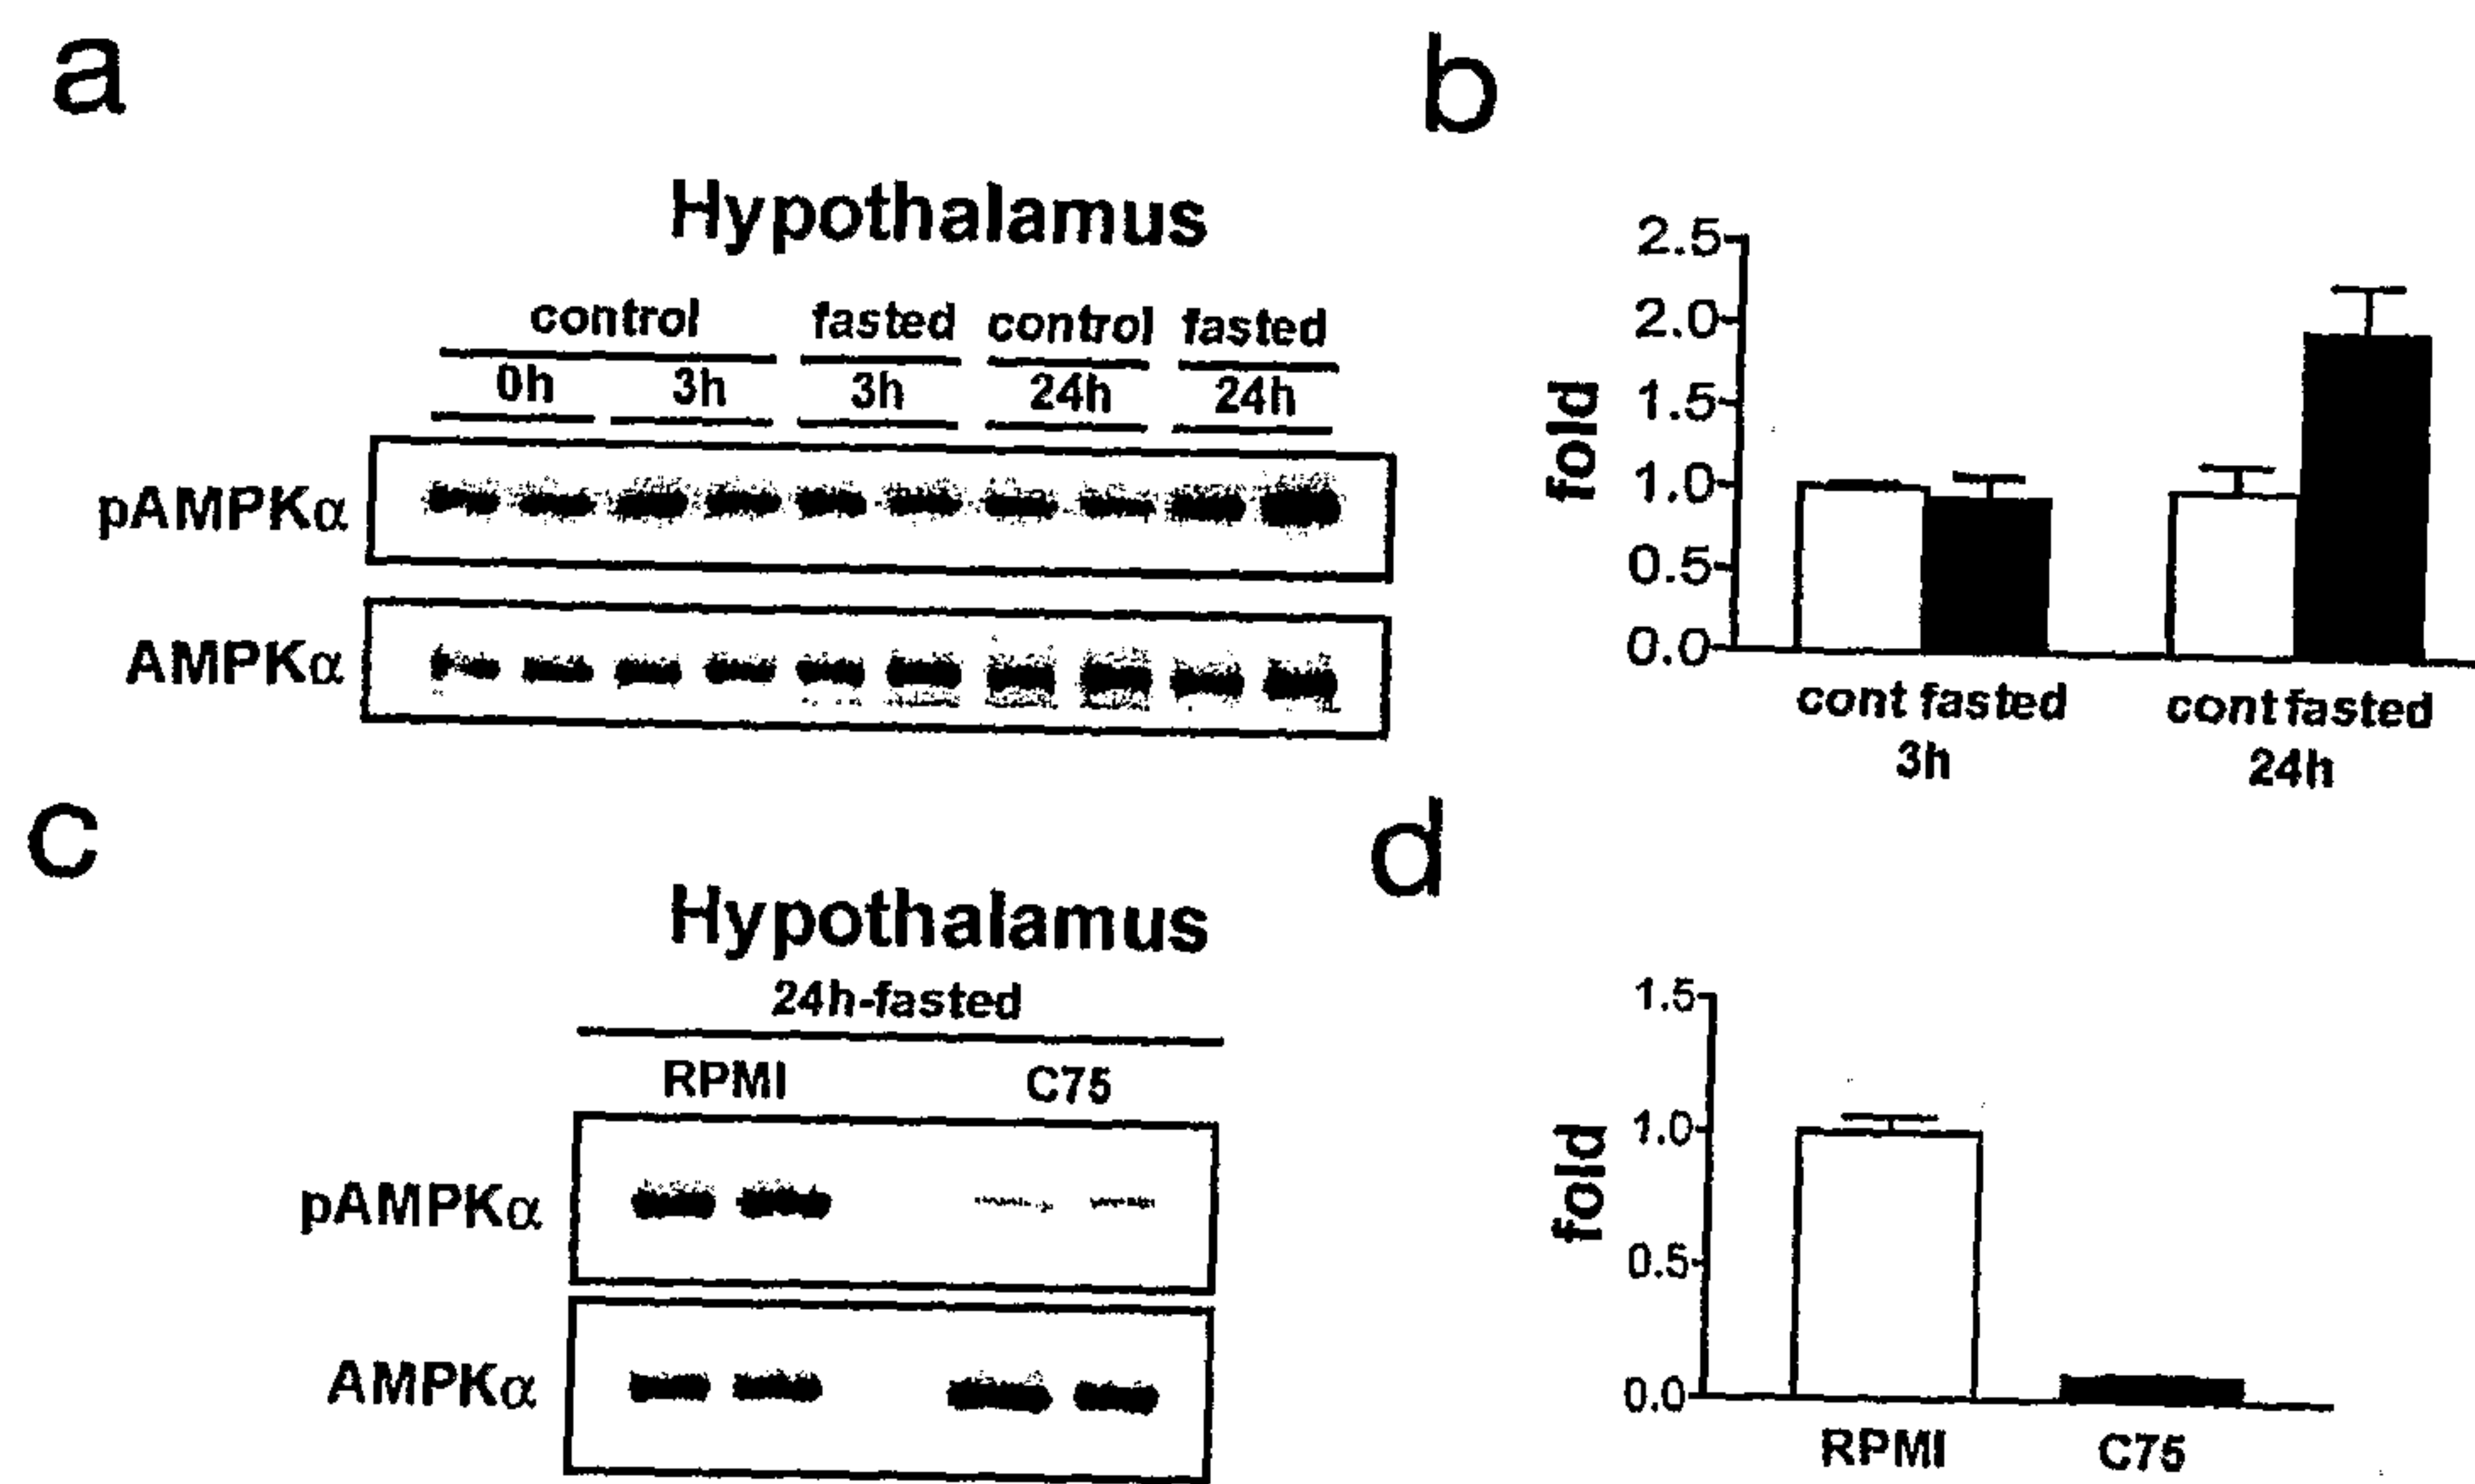 a
Hypothalamus
control fasted control fasted
0h 3h 3h 24h 24h
pAMPKα
AMPKα
b
fold
2.5
2.0
1.5
1.0
0.5
0.0
cont fasted cont fasted
3h 24h
c
Hypothalamus
24h-fasted
RPMI C75
pAMPKα
AMPKα
d
fold
1.5
1.0
0.5
0.0
RPMI C75